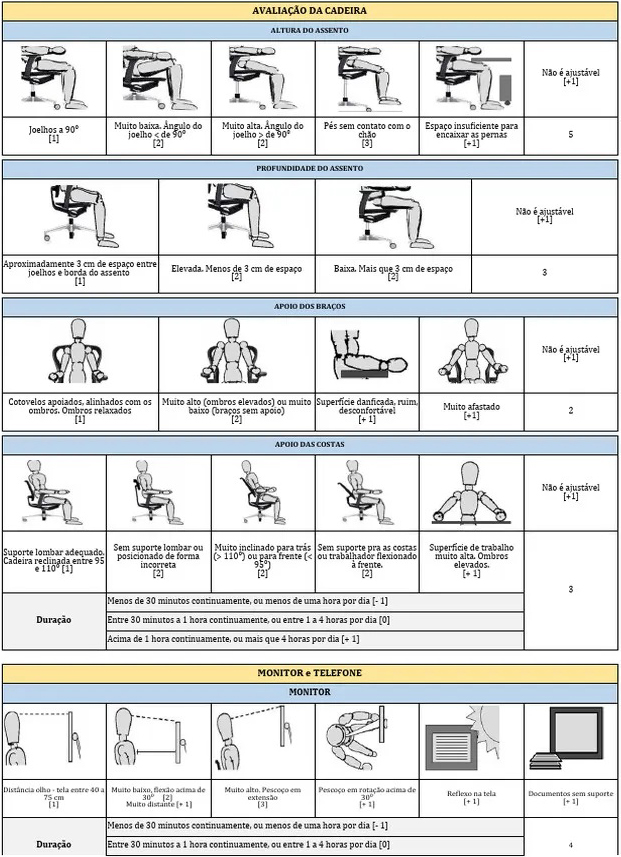 AVALIAÇÃO DA CADEIRA
ALTURA DO ASSENTO
Não é ajustável
[+1]
Joelhos a 90º
[1]
Muito baixa. Ângulo do
joelho < de 90º
[2]
Muito alta. Ângulo do
joelho > de 90º
[2]
Pés sem contato com o
chão
[3]
Espaço insuficiente para
encaixar as pernas
[+1]
5
PROFUNDIDADE DO ASSENTO
Não é ajustável
[+1]
Aproximadamente 3 cm de espaço entre
joelhos e borda do assento
[1]
Elevada. Menos de 3 cm de espaço
[2]
Baixa. Mais que 3 cm de espaço
[2]
3
APOIO DOS BRAÇOS
Não é ajustável
[+1]
Cotovelos apoiados, alinhados com os
ombros. Ombros relaxados
[1]
Muito alto (ombros elevados) ou muito
baixo (braços sem apoio)
[2]
Superfície danficada, ruim,
desconfortável
[+ 1]
Muito afastado
[+1]
2
APOIO DAS COSTAS
Não é ajustável
[+1]
Suporte lombar adequado.
Cadeira reclinada entre 95
e 110º [1]
Sem suporte lombar ou
posicionado de forma
incorreta
[2]
Muito inclinado para trás
(> 110º) ou para frente (<
95º)
[2]
Sem suporte pra as costas
ou trabalhador flexionado
à frente.
[2]
Superfície de trabalho
muito alta. Ombros
elevados.
[+ 1]
3
Duração
Menos de 30 minutos continuamente, ou menos de uma hora por dia [- 1]
Entre 30 minutos a 1 hora continuamente, ou entre 1 a 4 horas por dia [0]
Acima de 1 hora continuamente, ou mais que 4 horas por dia [+ 1]
MONITOR e TELEFONE
MONITOR
Distância olho - tela entre 40 a
75 cm
[1]
Muito baixo, flexão acima de
30º [2]
Muito distante [+ 1]
Muito alto. Pescoço em
extensão
[3]
Pescoço em rotação acima de
30º
[+ 1]
Reflexo na tela
[+ 1]
Documentos sem suporte
[+ 1]
Duração
Menos de 30 minutos continuamente, ou menos de uma hora por dia [- 1]
Entre 30 minutos a 1 hora continuamente, ou entre 1 a 4 horas por dia [0]
4